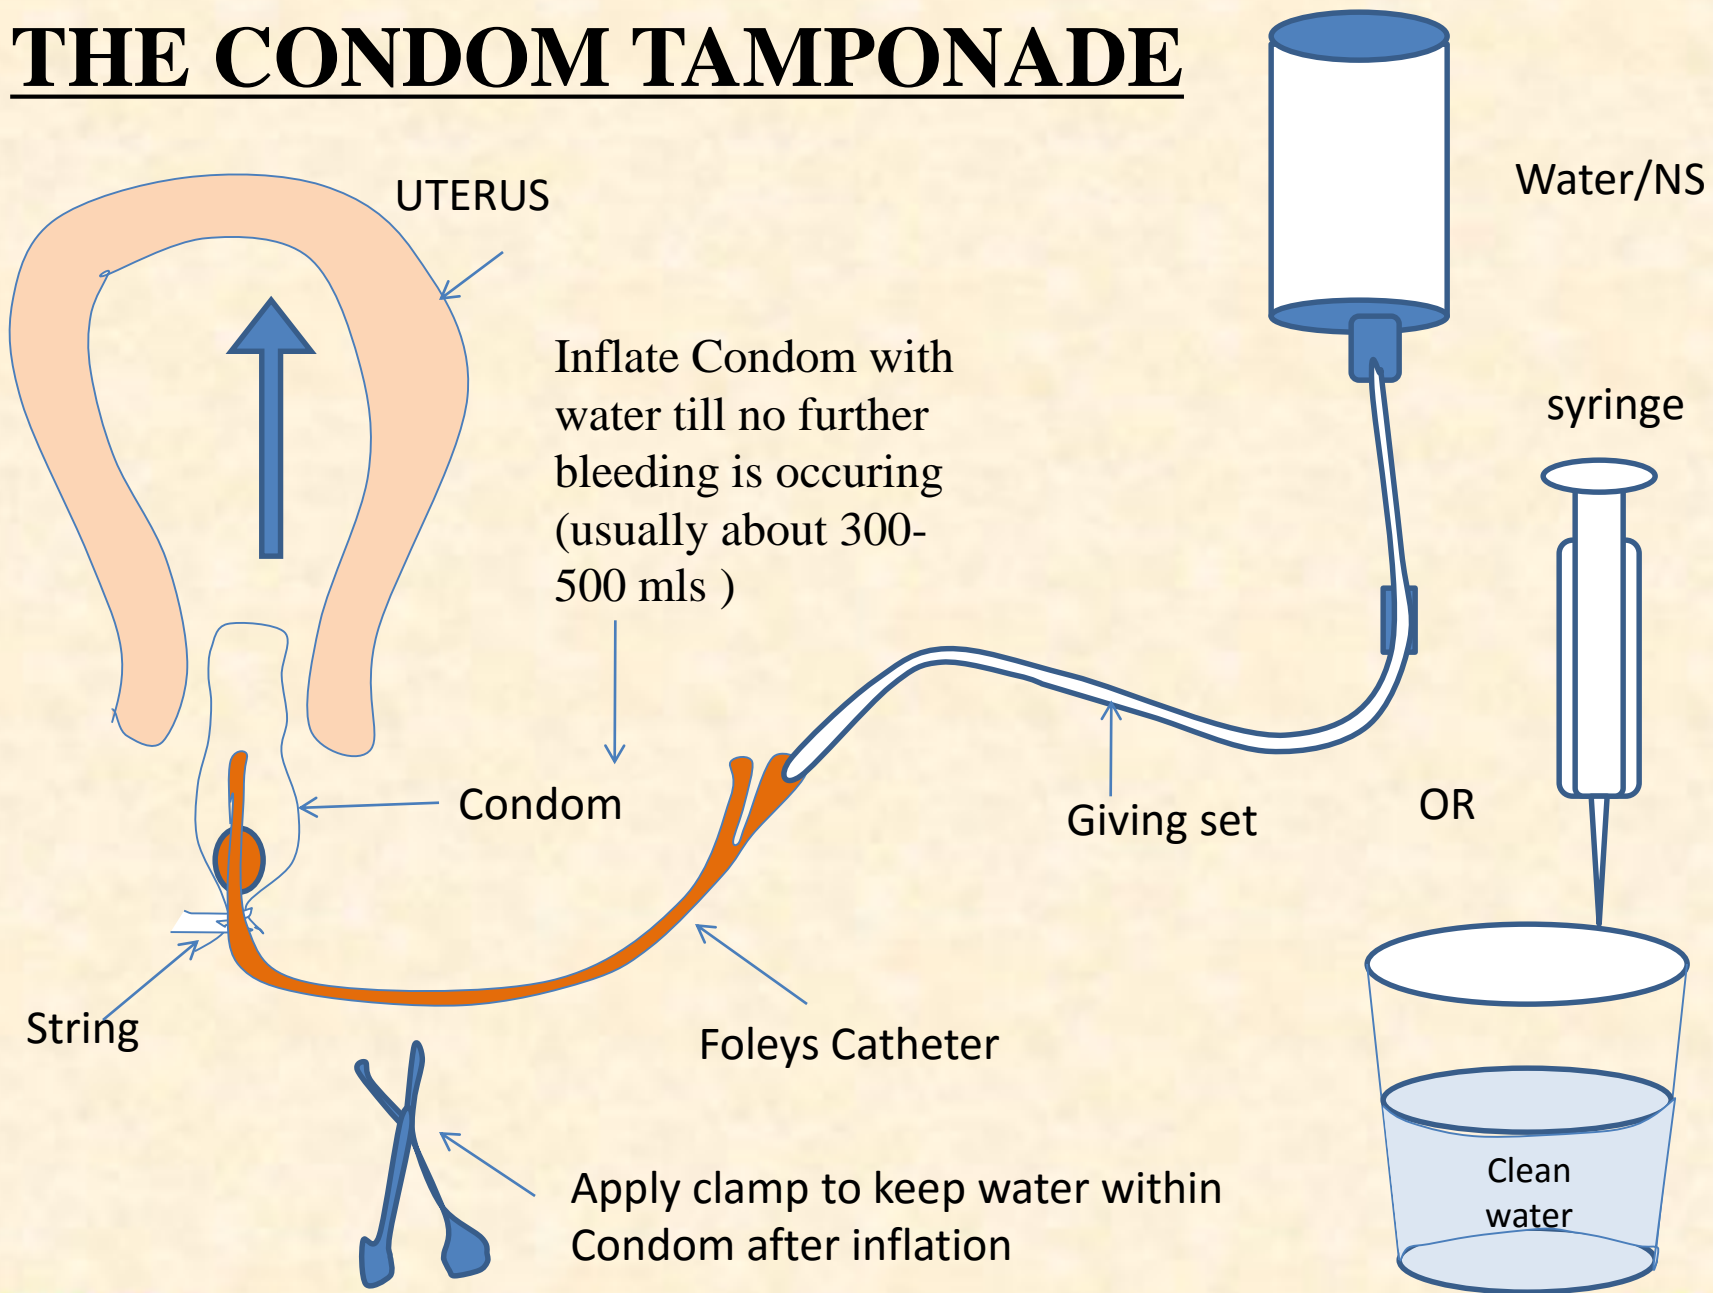 THE CONDOM TAMPONADE
UTERUS
Water/NS
Inflate Condom with
water till no further
bleeding is occuring
(usually about 300-
500 mls )
syringe
Condom
Giving set
OR
String
Foleys Catheter
Apply clamp to keep water within
Condom after inflation
Clean
water